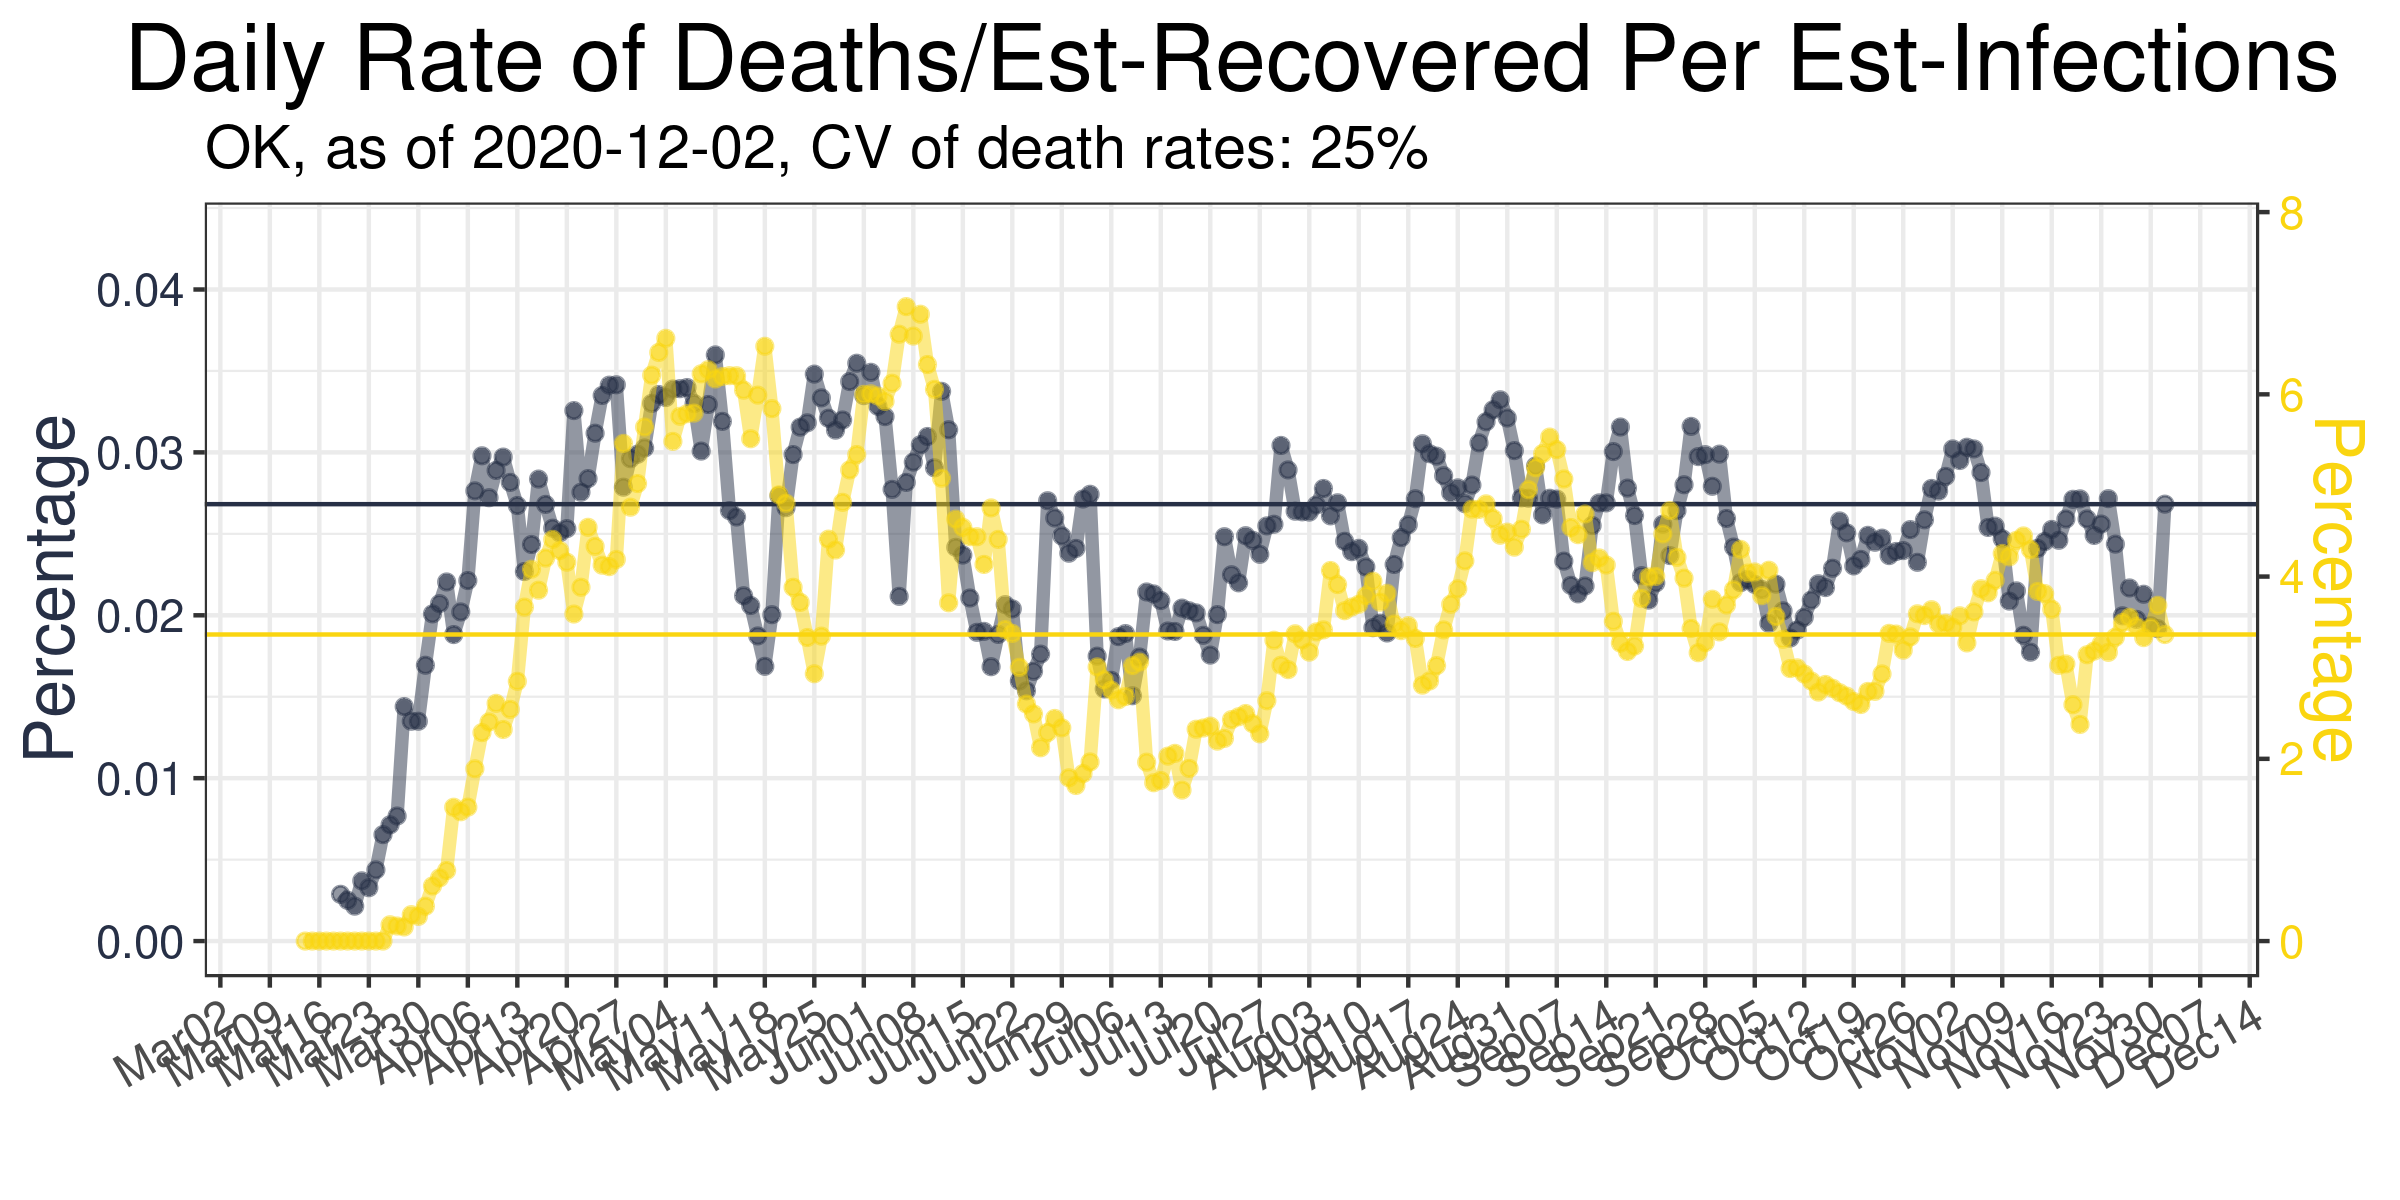 Daily Rate of Deaths/Est-Recovered Per Est-Infections
OK, as of 2020-12-02, CV of death rates: 25%
Percentage
0.04
0.03
0.02
0.01
0.00
8
6
4
2
0
Percentage
Mar02
Mar09
Mar16
Mar23
Mar30
Apr06
Apr13
Apr20
Apr27
May04
May11
May18
May25
Jun01
Jun08
Jun15
Jun22
Jun29
Jul06
Jul13
Jul20
Jul27
Aug03
Aug10
Aug17
Aug24
Aug31
Sep07
Sep14
Sep21
Sep28
Oct05
Oct12
Oct19
Oct26
Nov02
Nov09
Nov16
Nov23
Nov30
Dec07
Dec14